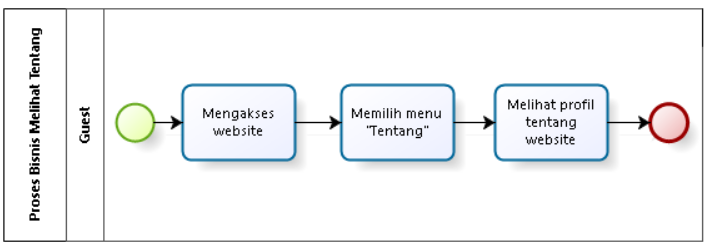 Proses Bisnis Melihat Tentang
Guest
Mengakses
website
Memilih menu
"Tentang"
Melihat profil
tentang
website